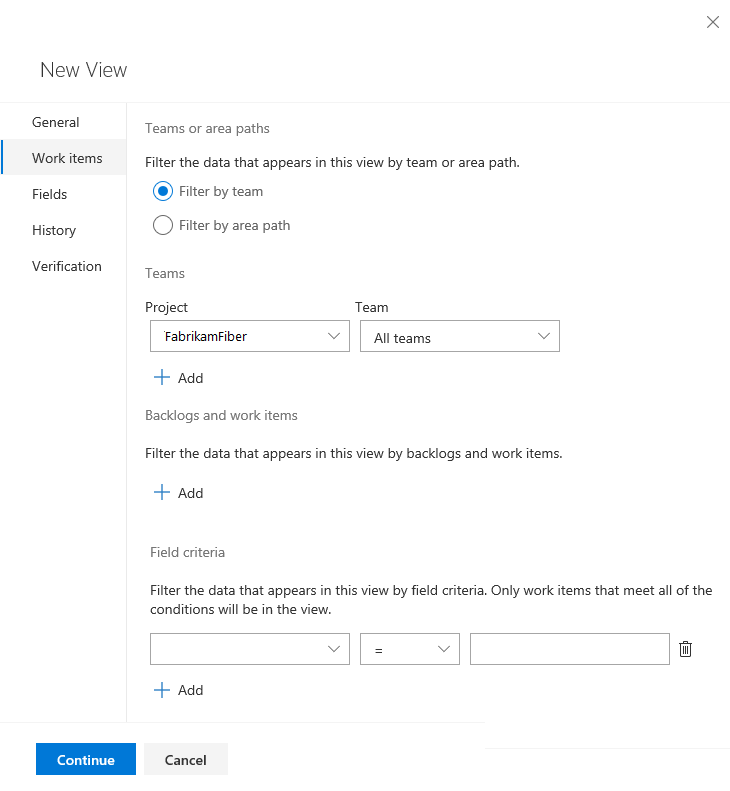 New View
General
Work items
Fields
History
Verification
Teams or area paths
Filter the data that appears in this view by team or area path.
Filter by team
Filter by area path
Teams
Project Team
FabrikamFiber All teams
Add
Backlogs and work items
Filter the data that appears in this view by backlogs and work items.
Add
Field criteria
Filter the data that appears in this view by field criteria. Only work items that meet all of the
conditions will be in the view.
=
Add
Continue Cancel